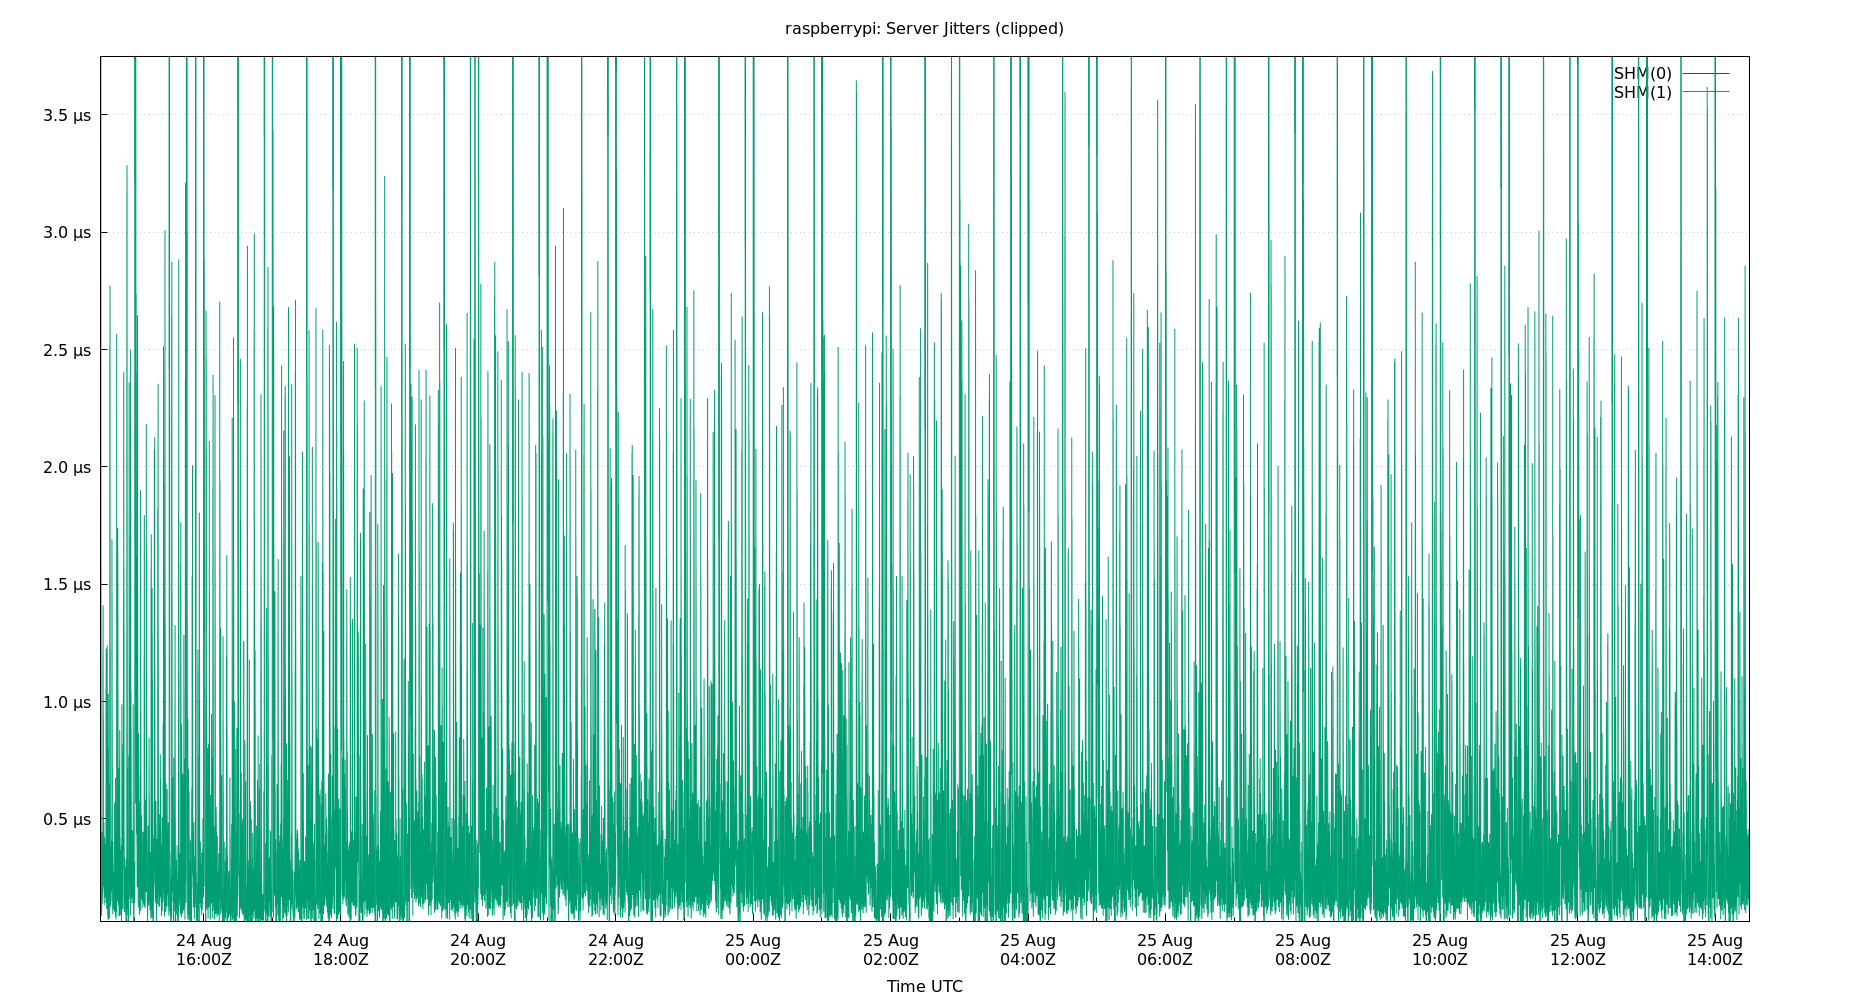 raspberrypi: Server Jitters (clipped)
SHM(0)
SHM(1)
3.5 µs
3.0 µs
2.5 µs
2.0 µs
1.5 µs
1.0 µs
0.5 µs
24 Aug 24 Aug 24 Aug 24 Aug 25 Aug 25 Aug 25 Aug 25 Aug 25 Aug 25 Aug 25 Aug 25 Aug
16:00Z 18:00Z 20:00Z 22:00Z 00:00Z 02:00Z 04:00Z 06:00Z 08:00Z 10:00Z 12:00Z 14:00Z
Time UTC